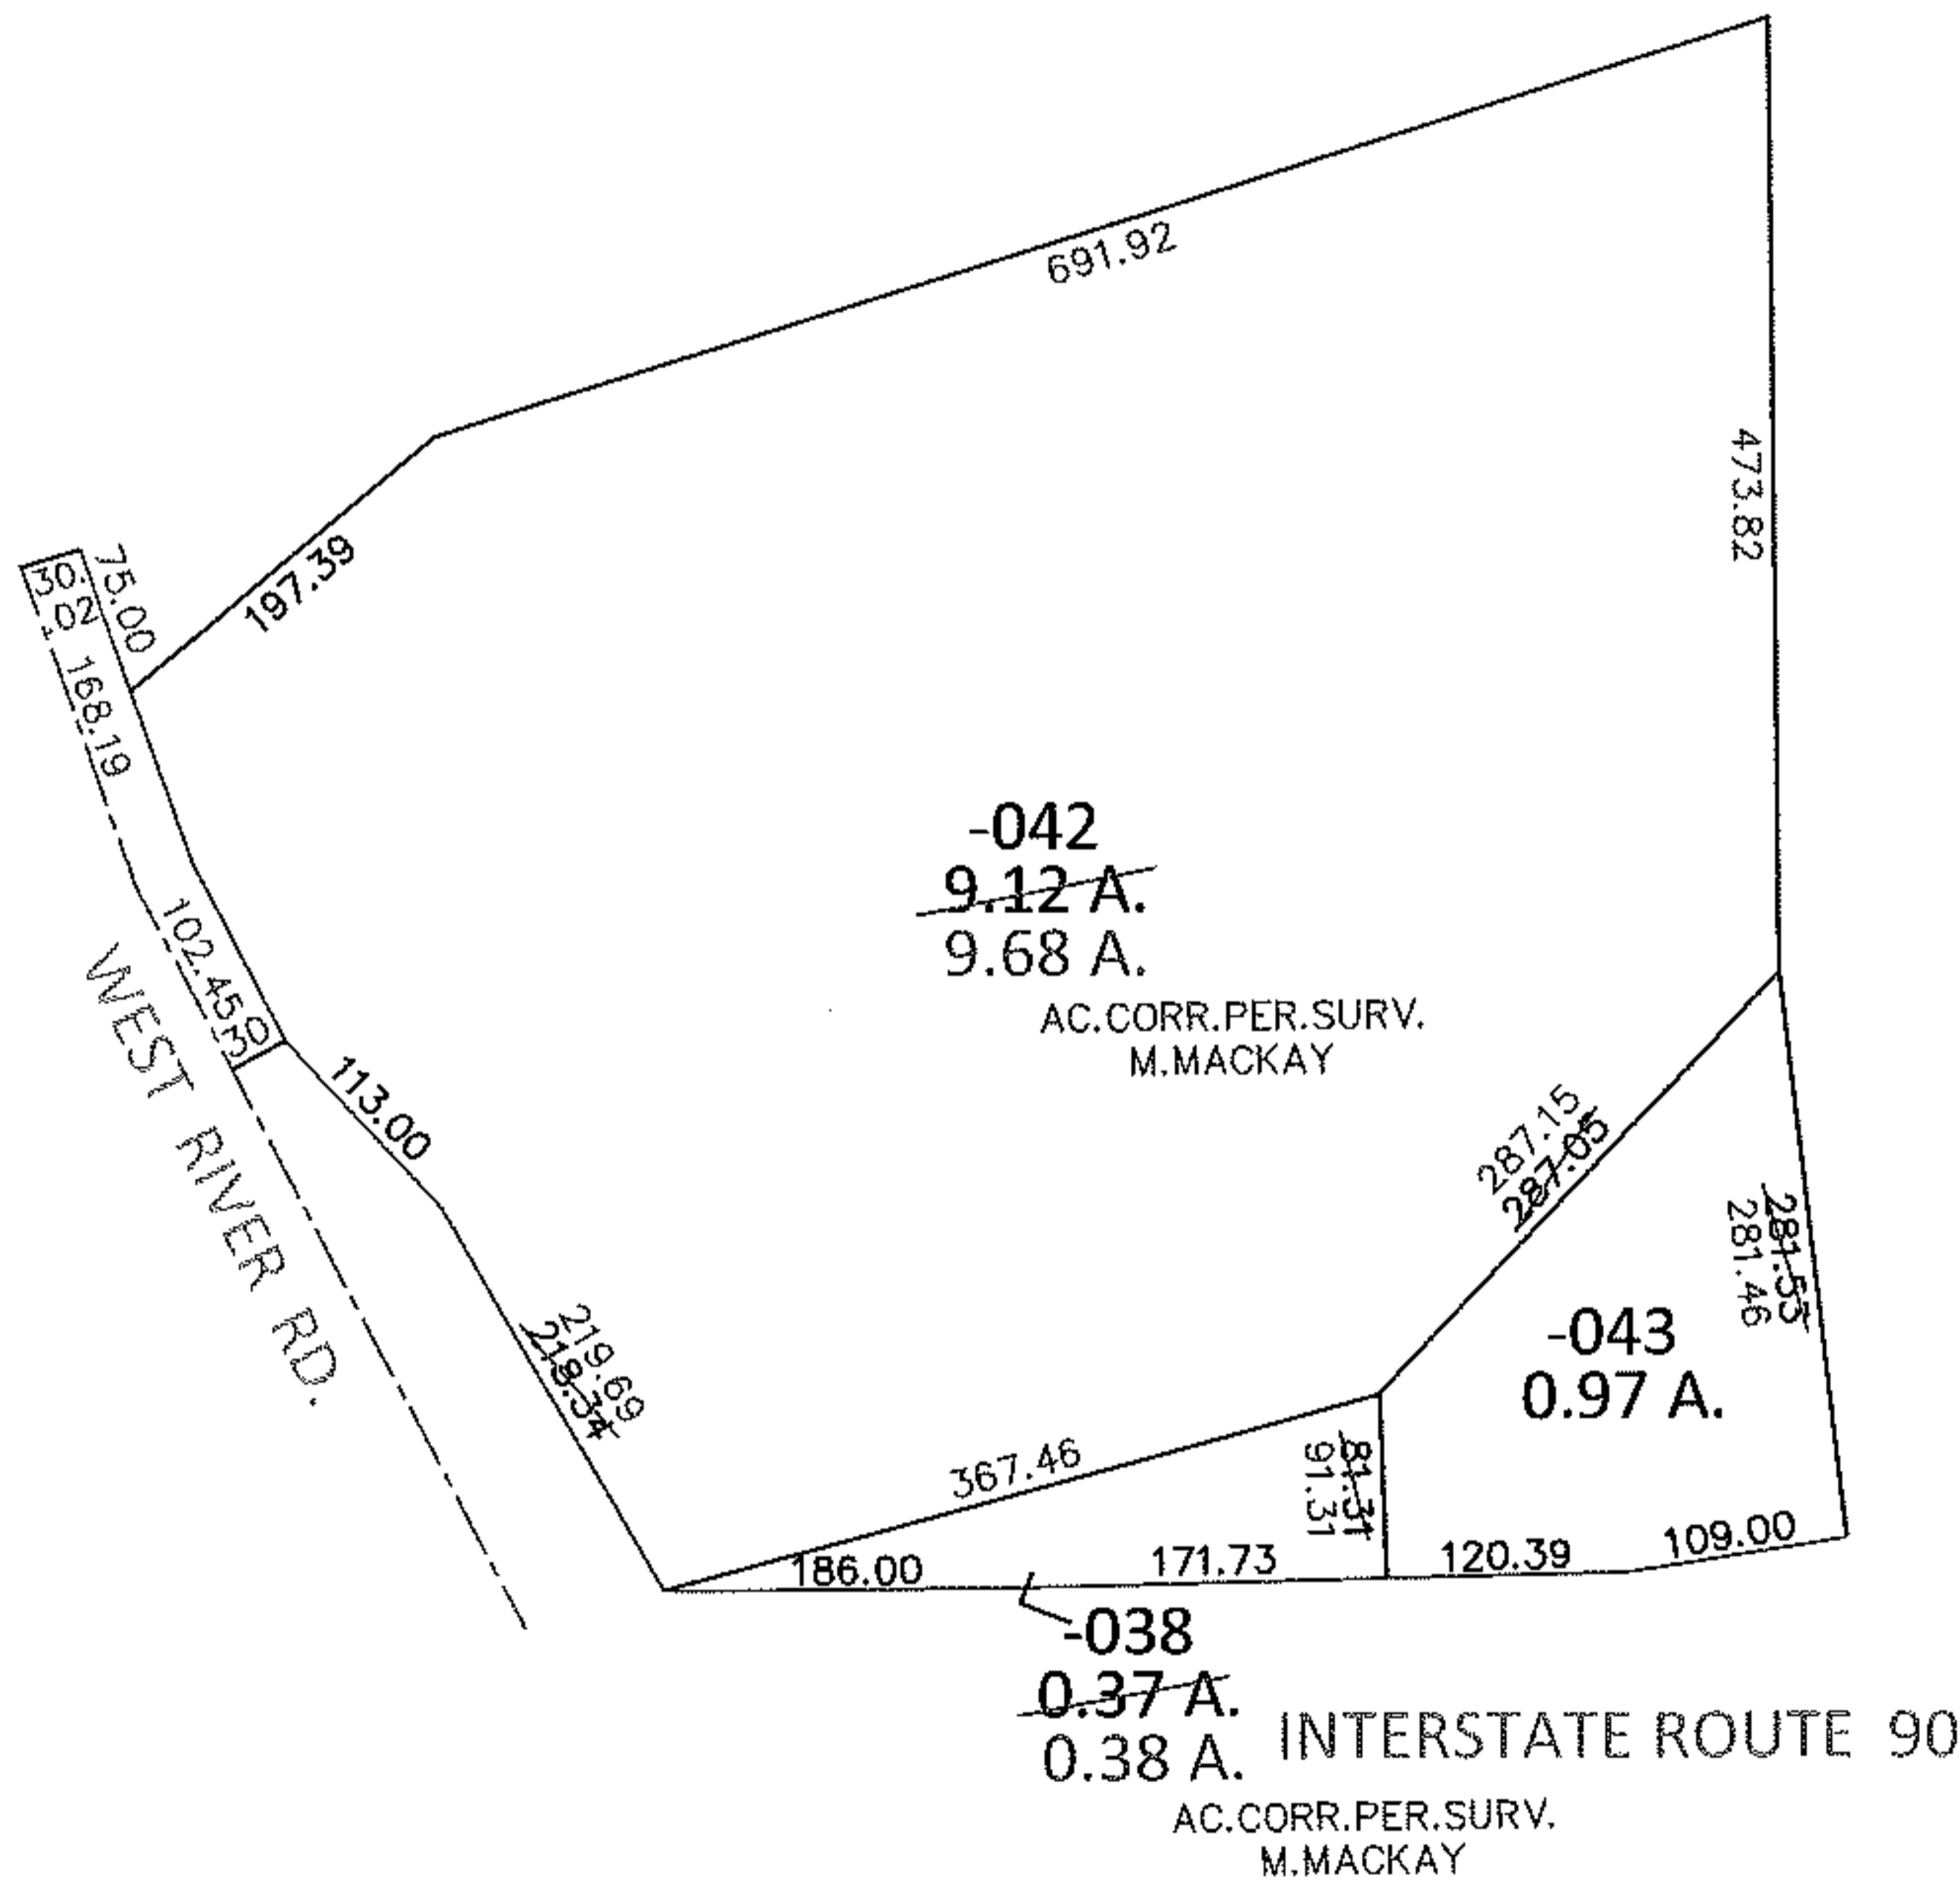 691.92
473.82
197.39
75.00
30.
.02
168.19
-042
9.12 A.
9.68 A.
AC.CORR.PER.SURV.
M.MACKAY
102.45
30
WEST RIVER RD.
113.00
287.15
287.05
281.53
281.46
-043
0.97 A.
219.69
218.34
367.46
81.31
91.31
186.00
171.73
120.39
109.00
-038
0.37 A.
0.38 A.
INTERSTATE ROUTE 90
AC.CORR.PER.SURV.
M.MACKAY